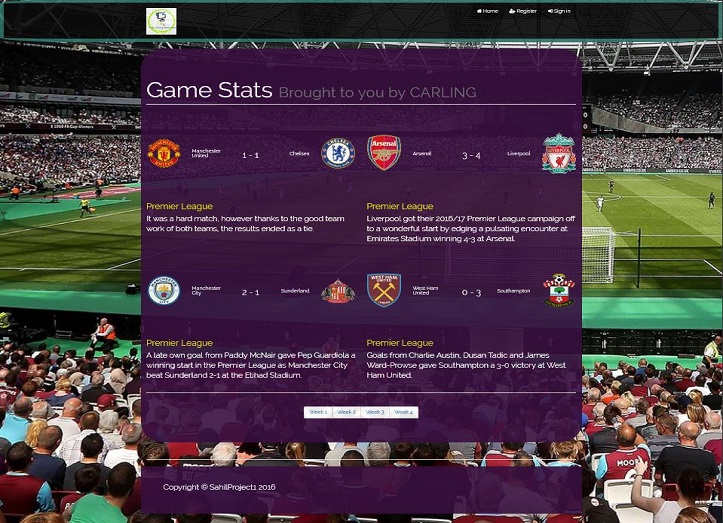 Home Register Sign in
Game Stats Brought to you by CARLING
Manchester United 1 - 1 Chelsea
Arsenal 3 - 4 Liverpool
Premier League
It was a hard match, however thanks to the good team
work of both teams, the results ended as a tie.
Premier League
Liverpool got their 2016/17 Premier League campaign off
to a wonderful start by edging a pulsating encounter at
Emirates Stadium winning 4-3 at Arsenal.
Manchester City 2 - 1 Sunderland
West Ham United 0 - 3 Southampton
Premier League
A late own goal from Paddy McNair gave Pep Guardiola a
winning start in the Premier League as Manchester City
beat Sunderland 2-1 at the Etihad Stadium.
Premier League
Goals from Charlie Austin, Dusan Tadic and James
Ward-Prowse gave Southampton a 3-0 victory at West
Ham United.
Week 1 Week 2 Week 3 Week 4
Copyright © SahilProject1 2016